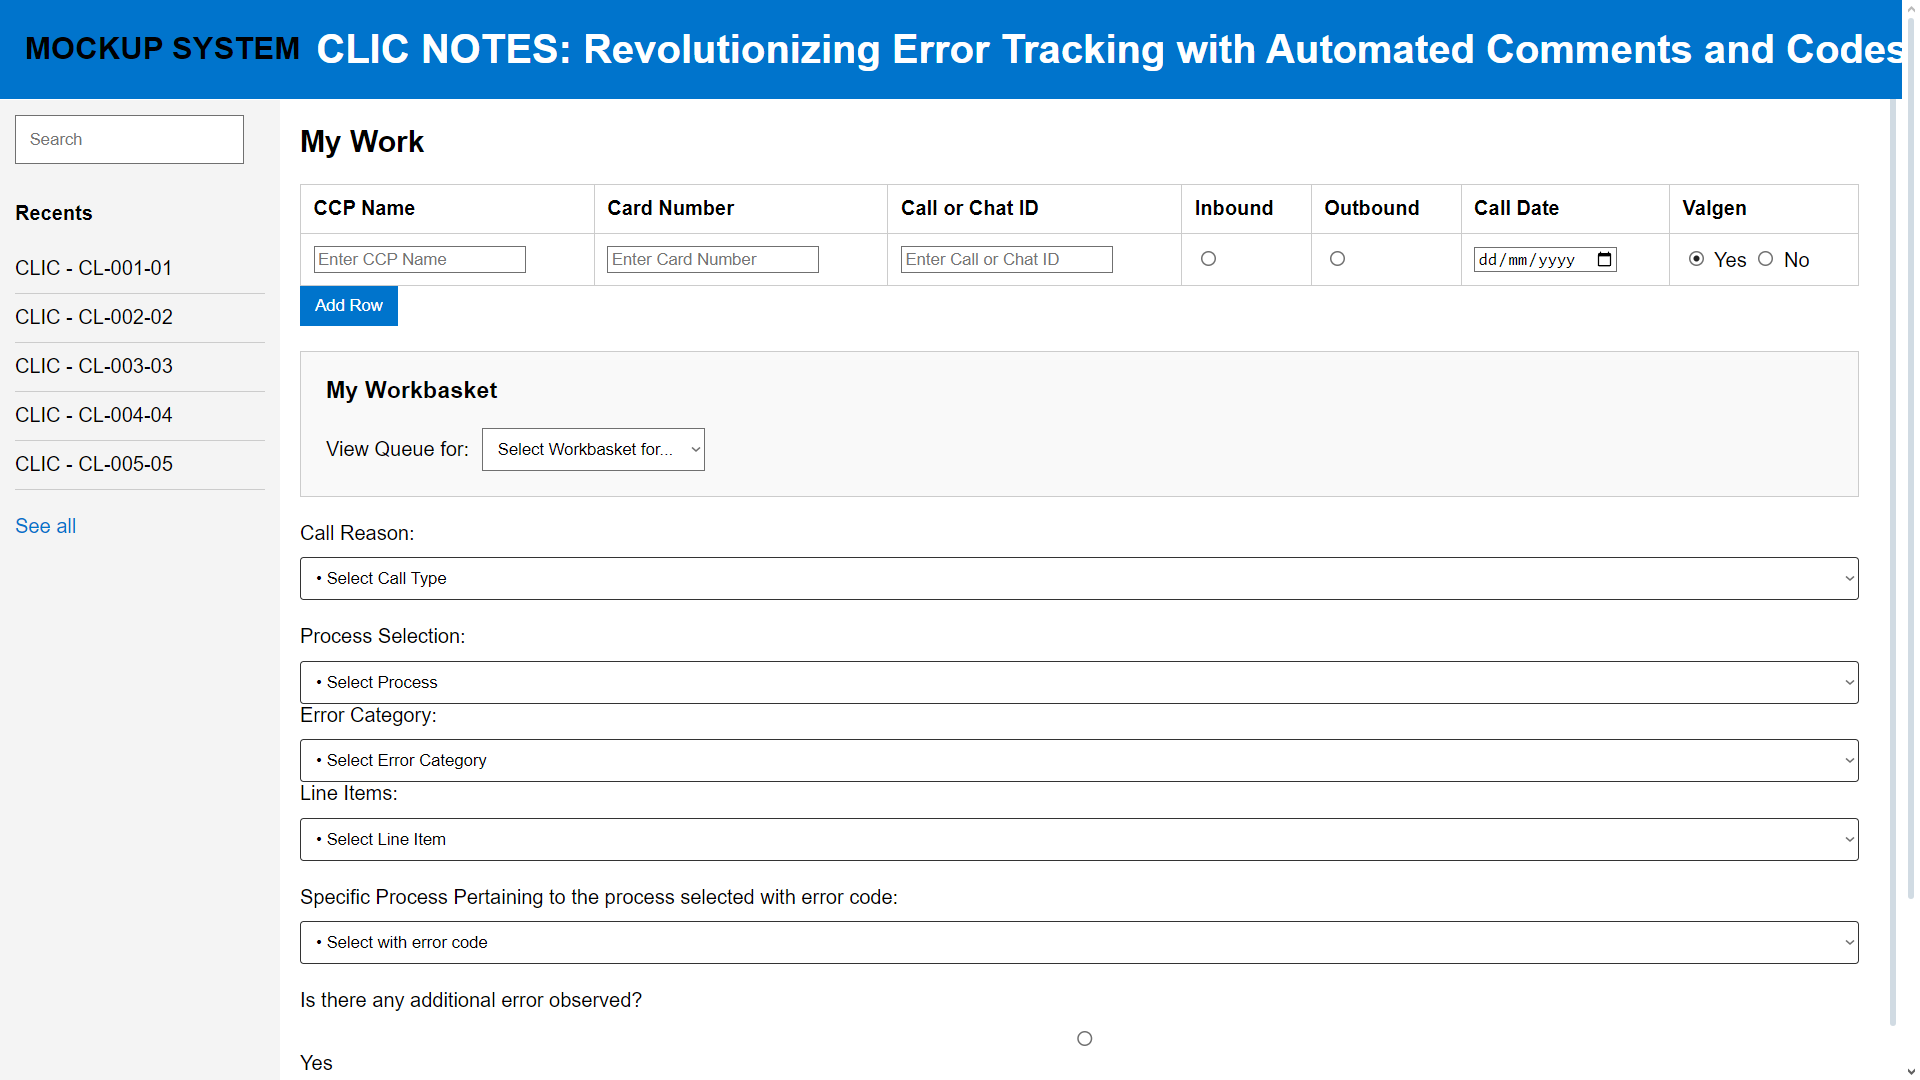 MOCKUP SYSTEM CLIC NOTES: Revolutionizing Error Tracking with Automated Comments and Codes
Search
Recents
CLIC - CL-001-01
CLIC - CL-002-02
CLIC - CL-003-03
CLIC - CL-004-04
CLIC - CL-005-05
See all
My Work
CCP Name Card Number Call or Chat ID Inbound Outbound Call Date Valgen
Enter CCP Name Enter Card Number Enter Call or Chat ID dd/mm/yyyy Yes No
Add Row
My Workbasket
View Queue for: Select Workbasket for...
Call Reason:
• Select Call Type
Process Selection:
• Select Process
Error Category:
• Select Error Category
Line Items:
• Select Line Item
Specific Process Pertaining to the process selected with error code:
• Select with error code
Is there any additional error observed?
Yes